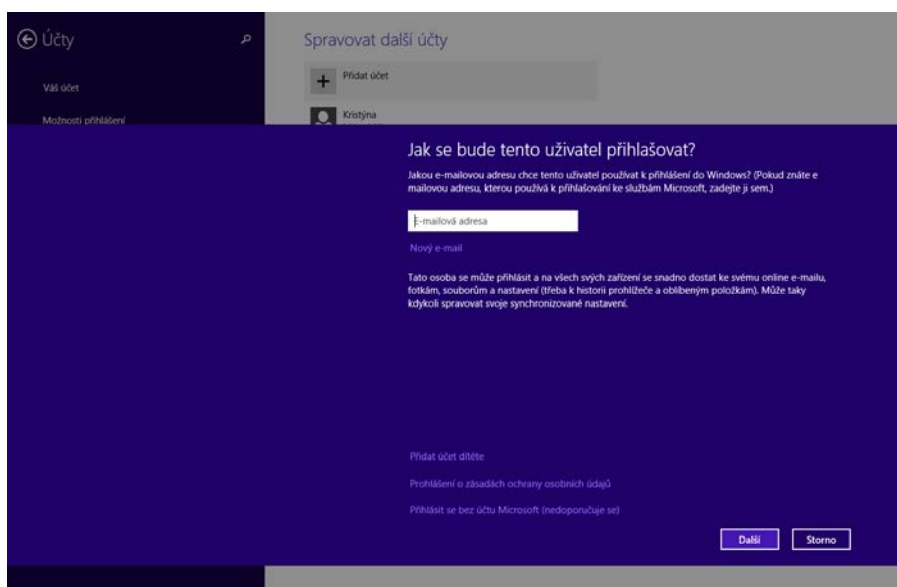 Účty
Spravovat další účty
Přidat účet
Váš účet
Kristýna
Možnosti přihlášení
Jak se bude tento uživatel přihlašovat?
Jakou e-mailovou adresu chce tento uživatel používat k přihlášení do Windows? (Pokud znáte e
mailovou adresu, kterou používá k přihlašování ke službám Microsoft, zadejte ji sem.)
E-mailová adresa
Nový e-mail
Tato osoba se může přihlásit a na všech svých zařízení se snadno dostat ke svému online e-mailu,
fotkám, souborům a nastavení (třeba k historii prohlížeče a oblíbeným položkám). Může taky
kdykoli spravovat svoje synchronizované nastavení.
Přidat účet dítěte
Prohlášení o zásadách ochrany osobních údajů
Přihlásit se bez účtu Microsoft (nedoporučuje se)
Další
Storno